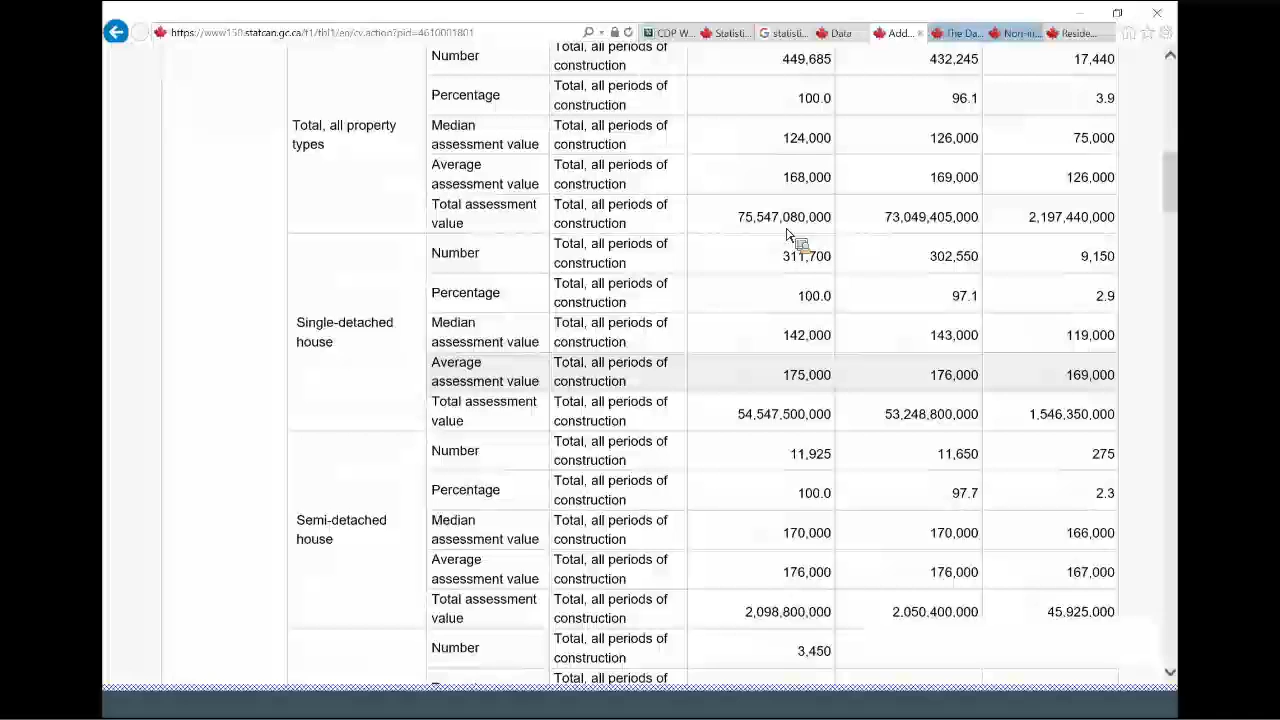 https://www150.statcan.gc.ca/t1/tbl1/en/cv.action?pid=4610001801
CDP W... Statisti... statisti... Data Add... The Da... Non-in... Reside...
Number Total, all periods of construction 449,685 432,245 17,440
Percentage Total, all periods of construction 100.0 96.1 3.9
Total, all property types
Median assessment value Total, all periods of construction 124,000 126,000 75,000
Average assessment value Total, all periods of construction 168,000 169,000 126,000
Total assessment value Total, all periods of construction 75,547,080,000 73,049,405,000 2,197,440,000
Number Total, all periods of construction 311,700 302,550 9,150
Percentage Total, all periods of construction 100.0 97.1 2.9
Single-detached house
Median assessment value Total, all periods of construction 142,000 143,000 119,000
Average assessment value Total, all periods of construction 175,000 176,000 169,000
Total assessment value Total, all periods of construction 54,547,500,000 53,248,800,000 1,546,350,000
Number Total, all periods of construction 11,925 11,650 275
Percentage Total, all periods of construction 100.0 97.7 2.3
Semi-detached house
Median assessment value Total, all periods of construction 170,000 170,000 166,000
Average assessment value Total, all periods of construction 176,000 176,000 167,000
Total assessment value Total, all periods of construction 2,098,800,000 2,050,400,000 45,925,000
Number Total, all periods of construction 3,450
Total, all periods of